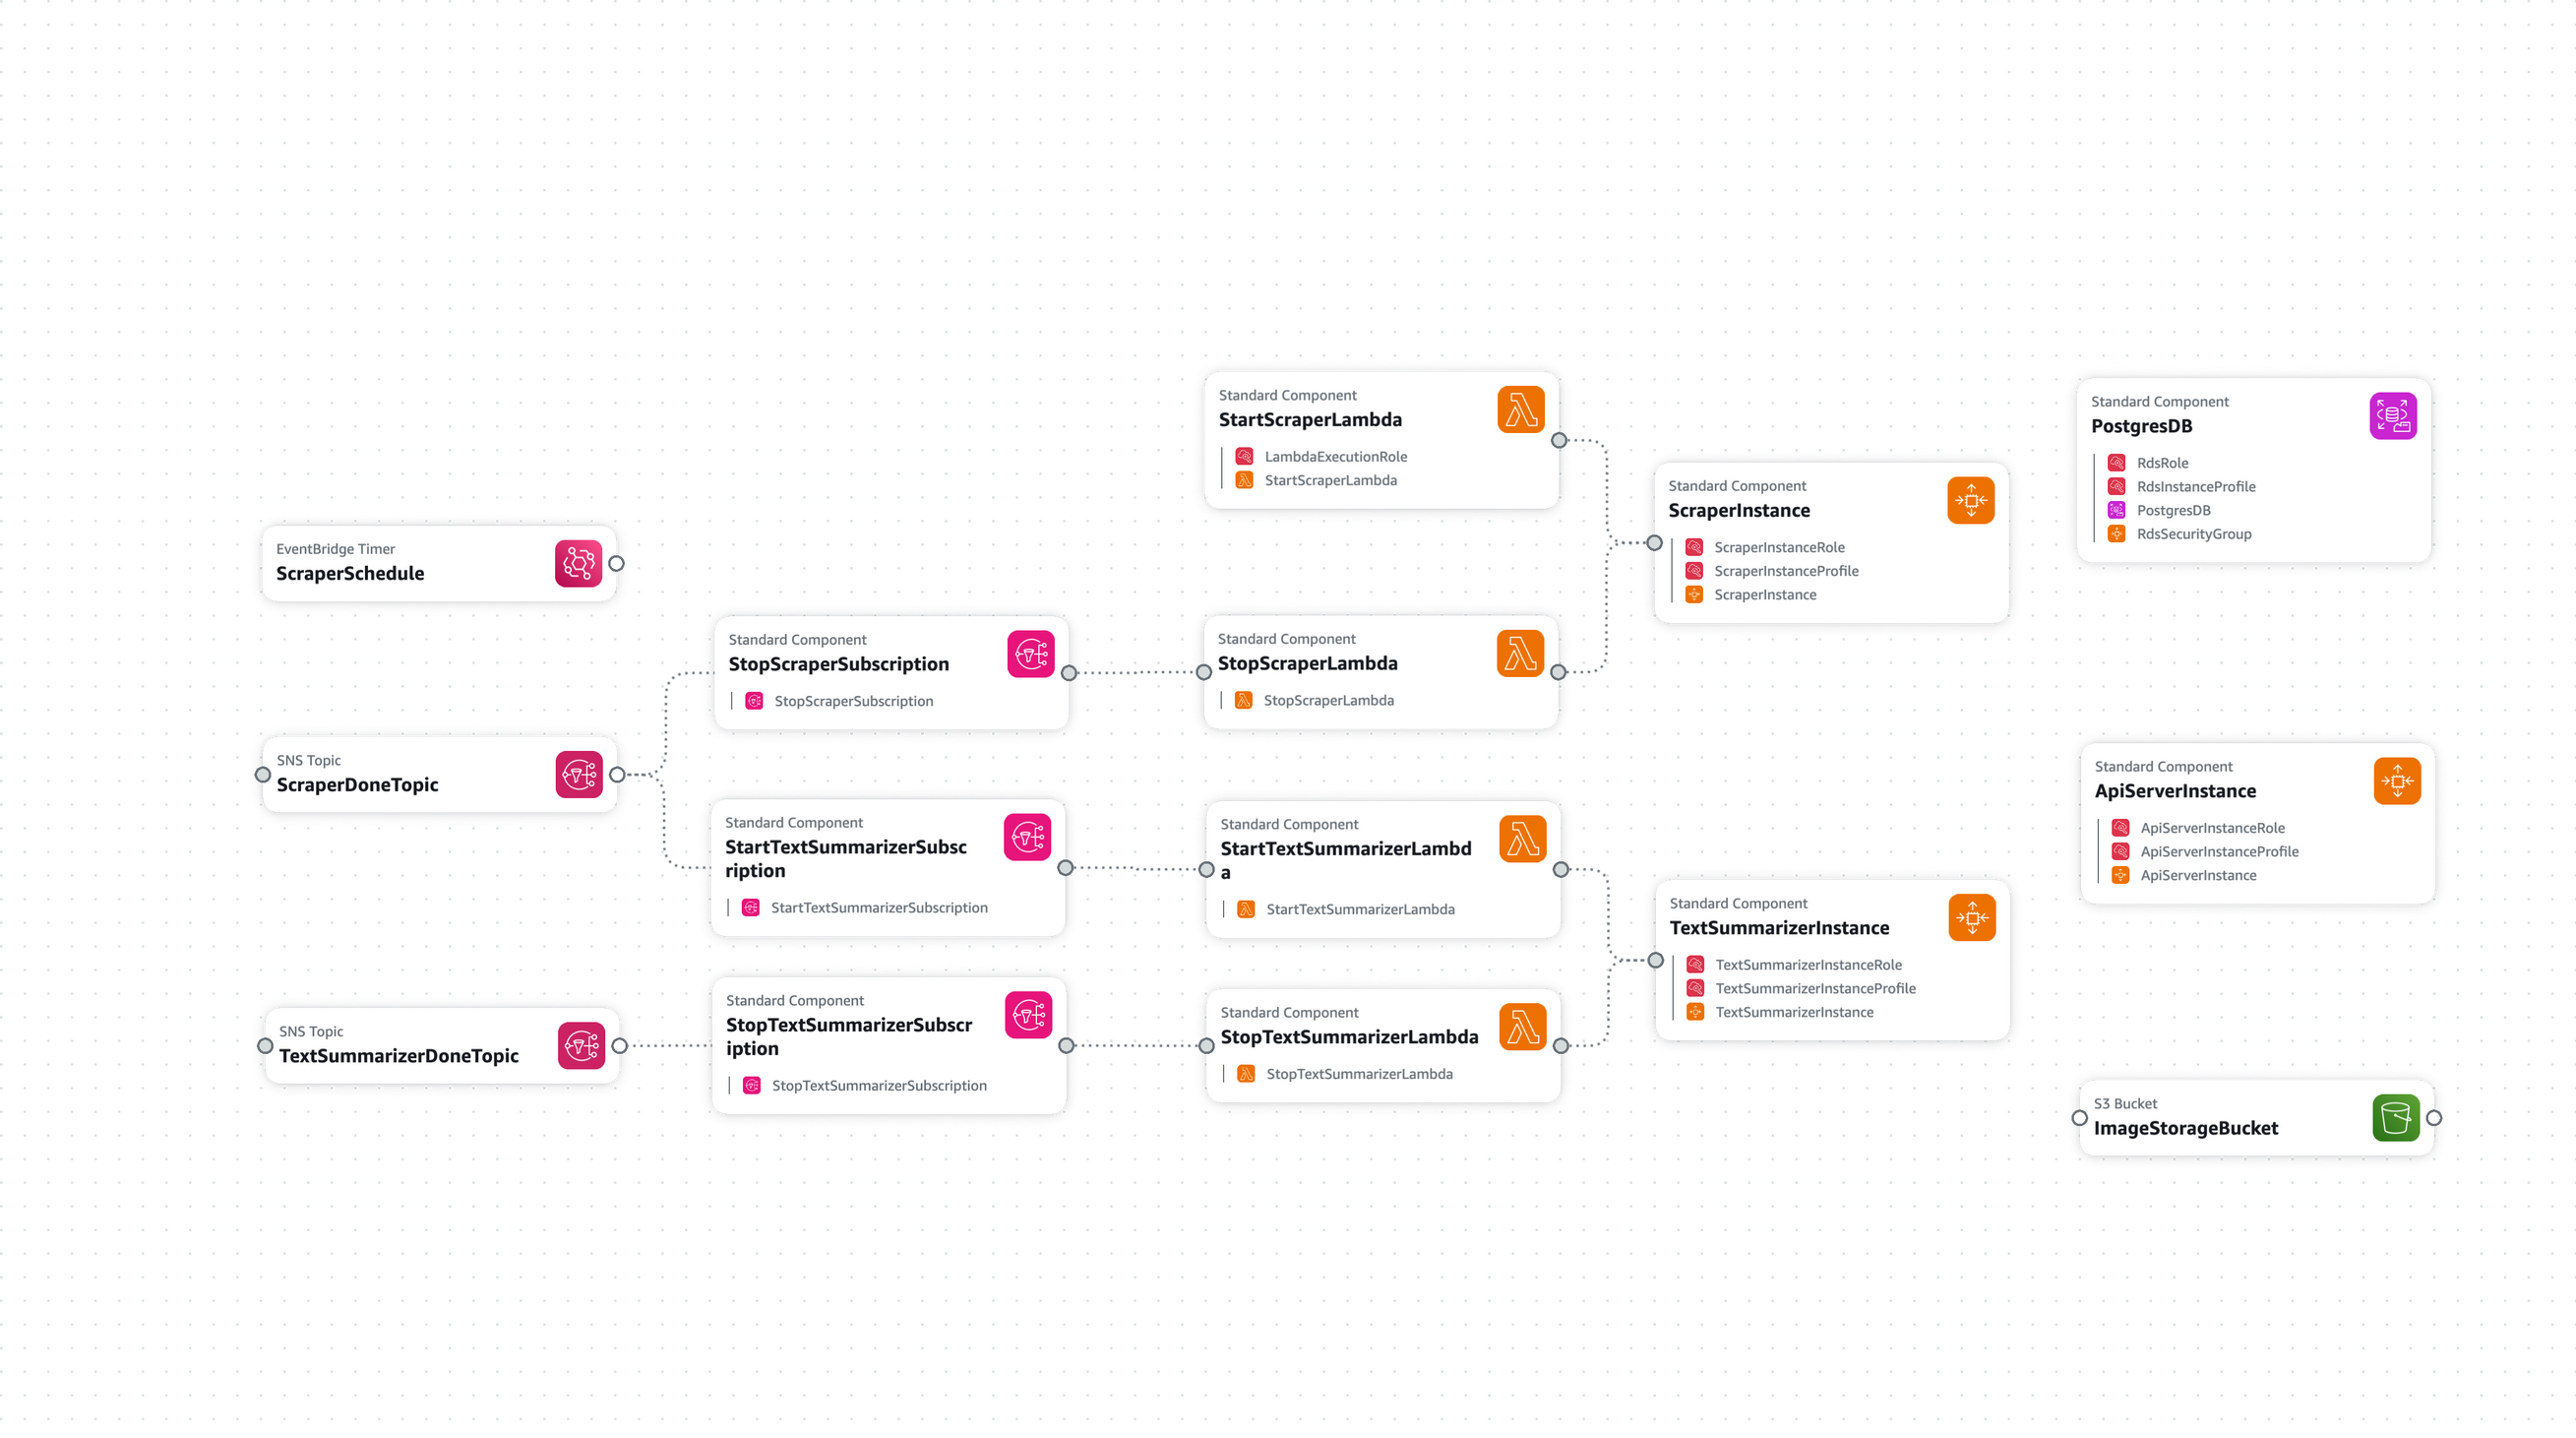 EventBridge Timer
ScraperSchedule
SNS Topic
ScraperDoneTopic
SNS Topic
TextSummarizerDoneTopic
Standard Component
StopScraperSubscription
StopScraperSubscription
Standard Component
StartTextSummarizerSubsc
ription
StartTextSummarizerSubscription
Standard Component
StopTextSummarizerSubscr
iption
StopTextSummarizerSubscription
Standard Component
StartScraperLambda
LambdaExecutionRole
StartScraperLambda
Standard Component
StopScraperLambda
StopScraperLambda
Standard Component
StartTextSummarizerLambd
a
StartTextSummarizerLambda
Standard Component
StopTextSummarizerLambda
StopTextSummarizerLambda
Standard Component
ScraperInstance
ScraperInstanceRole
ScraperInstanceProfile
ScraperInstance
Standard Component
TextSummarizerInstance
TextSummarizerInstanceRole
TextSummarizerInstanceProfile
TextSummarizerInstance
Standard Component
PostgresDB
RdsRole
RdsInstanceProfile
PostgresDB
RdsSecurityGroup
Standard Component
ApiServerInstance
ApiServerInstanceRole
ApiServerInstanceProfile
ApiServerInstance
S3 Bucket
ImageStorageBucket